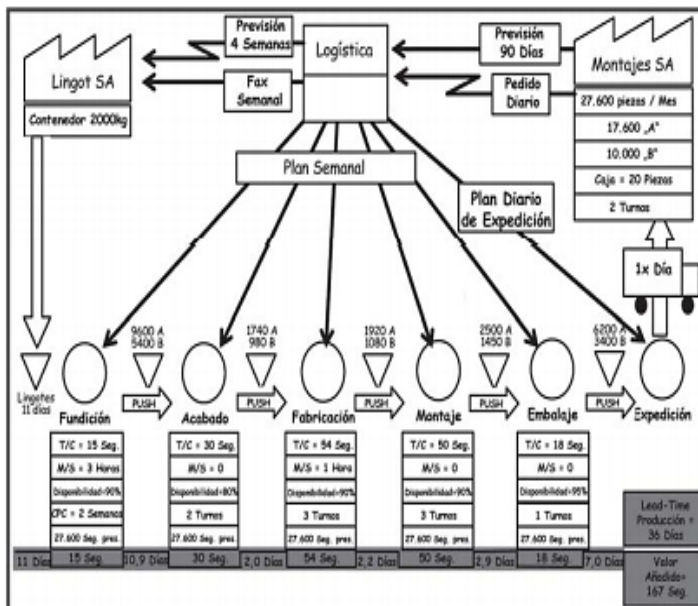 Lingot SA
Contenedor 2000kg
Previsión
4 Semanas
Fax
Semanal
Logística
Previsión
90 Días
Pedido
Diario
Montajes SA
27.600 piezas / Mes
17.600 „A"
10.000 „B"
Caja = 20 Piezas
2 Turnos
Plan Semanal
Plan Diario
de Expedición
1x Día
Lingotes
11 días
9600 A
5400 B
PUSH
1740 A
980 B
PUSH
1920 A
1080 B
PUSH
2500 A
1450 B
PUSH
6200 A
3400 B
PUSH
Fundición
Acabado
Fabricación
Montaje
Embalaje
Expedición
T/C = 15 Seg.
M/S = 3 Horas
Disponibilidad=90%
CPC = 2 Semanas
27.600 Seg. pres.
T/C = 30 Seg.
M/S = 0
Disponibilidad=80%
2 Turnos
27.600 Seg. pres.
T/C = 54 Seg.
M/S = 1 Hora
Disponibilidad=90%
3 Turnos
27.600 Seg. pres.
T/C = 50 Seg.
M/S = 0
Disponibilidad=90%
3 Turnos
27.600 Seg. pres.
T/C = 18 Seg.
M/S = 0
Disponibilidad=95%
1 Turnos
27.600 Seg. pres.
11 Días
15 Seg.
10,9 Días
30 Seg.
2,0 Días
54 Seg.
2,2 Días
50 Seg.
2,9 Días
18 Seg.
7,0 Días
Lead-Time
Producción =
36 Días
Valor
Añadido=
167 Seg.